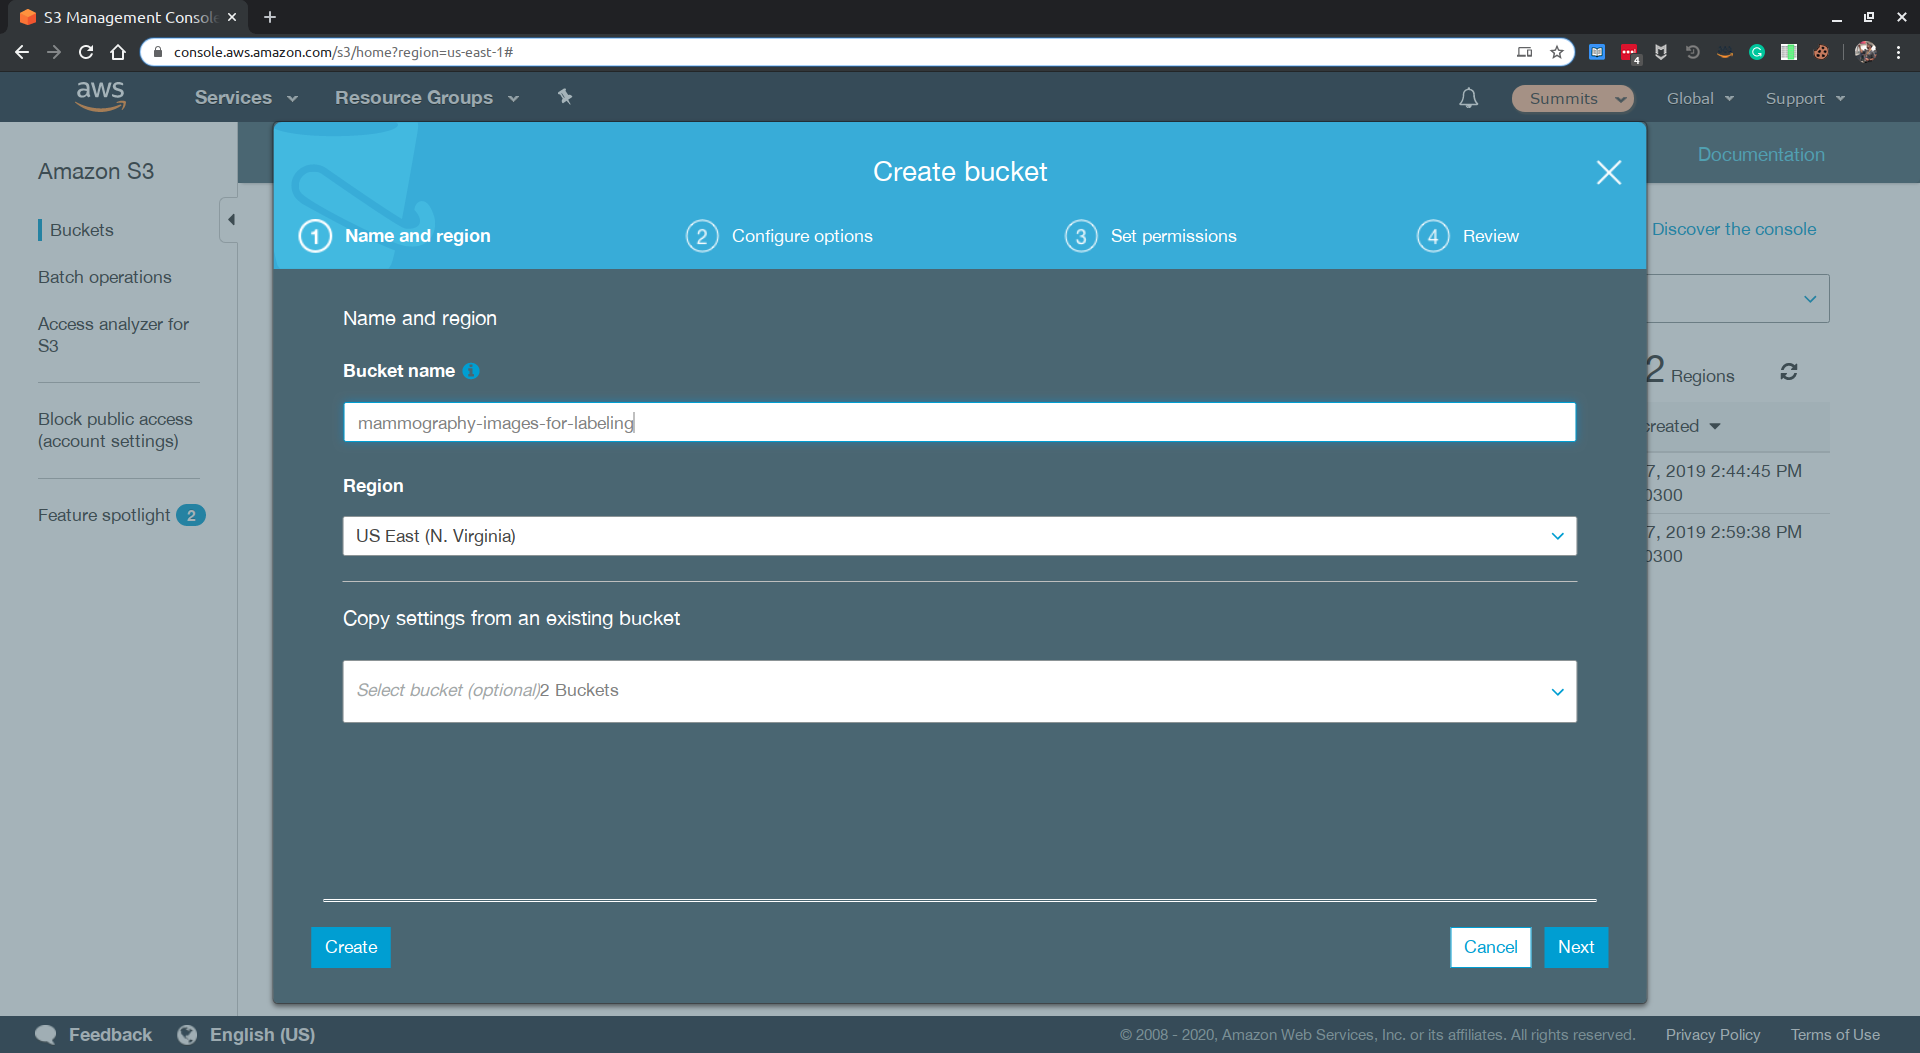 S3 Management Consol
console.aws.amazon.com/s3/home?region=us-east-1#
4
aws
Services
Resource Groups
Summits
Global
Support
Amazon S3
Buckets
Batch operations
Access analyzer for
S3
Block public access
(account settings)
Feature spotlight 2
Documentation
Discover the console
2 Regions
created
7, 2019 2:44:45 PM
0300
7, 2019 2:59:38 PM
0300
Create bucket
1 Name and region
2 Configure options
3 Set permissions
4 Review
Name and region
Bucket name
mammography-images-for-labeling
Region
US East (N. Virginia)
Copy settings from an existing bucket
Select bucket (optional)2 Buckets
Create
Cancel
Next
Feedback
English (US)
© 2008 - 2020, Amazon Web Services, Inc. or its affiliates. All rights reserved.
Privacy Policy
Terms of Use